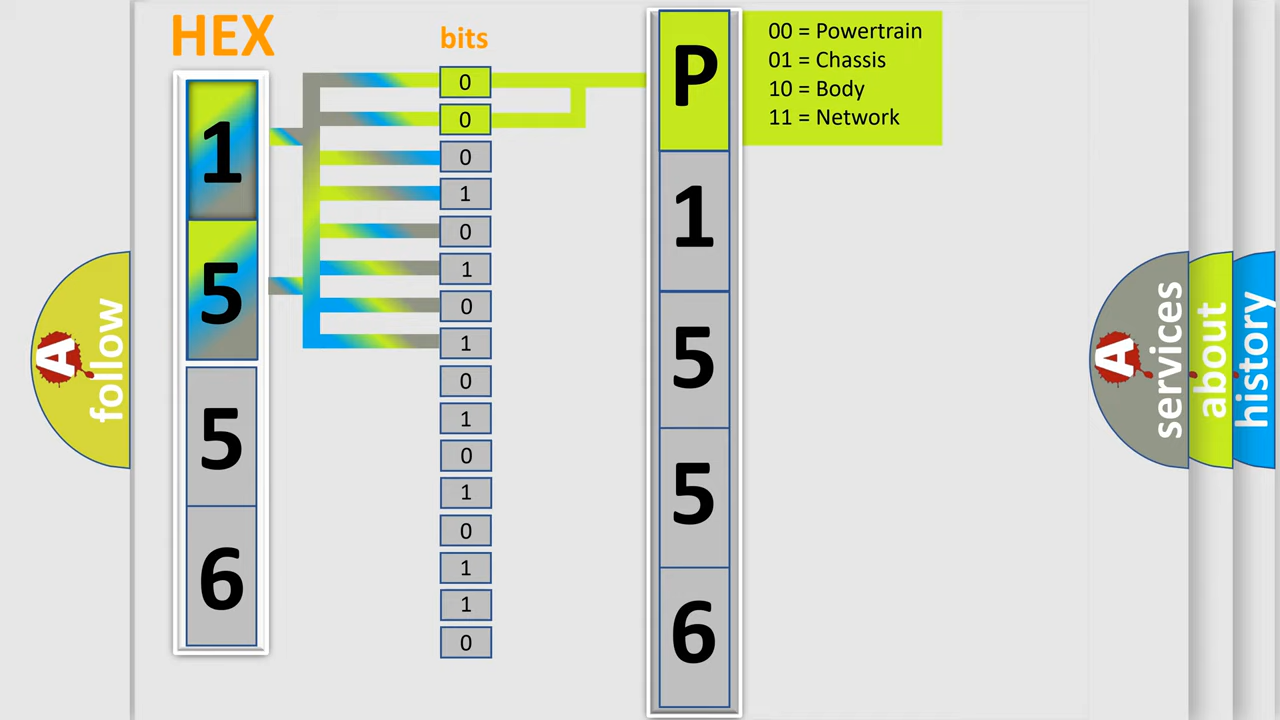 HEX
bits
1
5
5
6
0
0
0
1
0
1
0
1
0
1
0
1
0
1
1
0
P
1
5
5
6
00 = Powertrain
01 = Chassis
10 = Body
11 = Network
A
follow
A
services
about
history